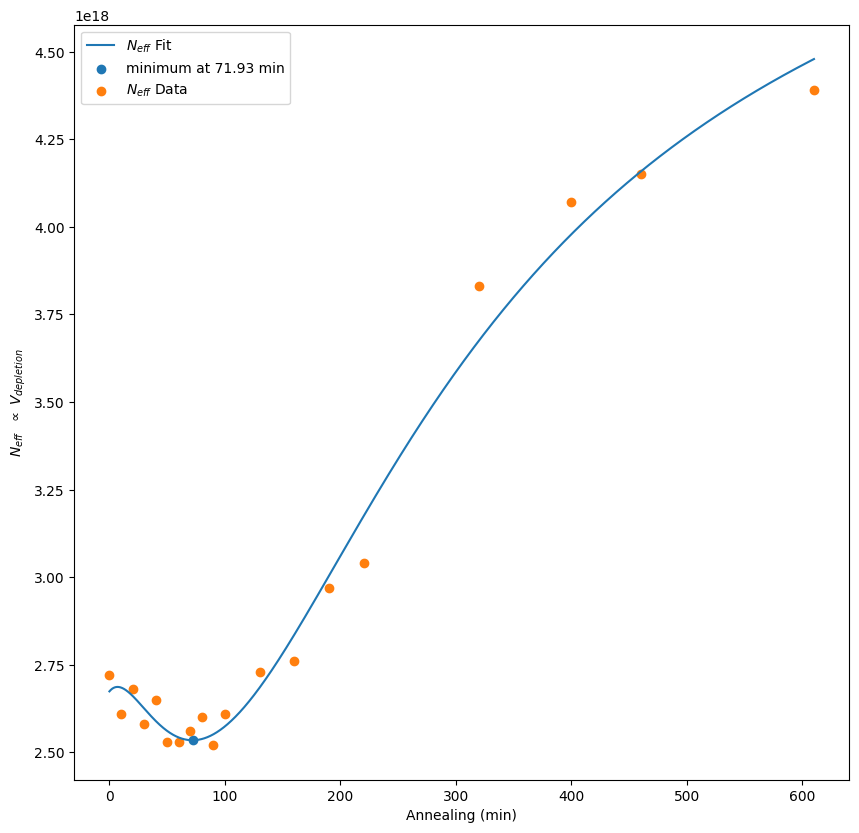 1e18
N_eff Fit
minimum at 71.93 min
N_eff Data
4.50
4.25
4.00
3.75
3.50
3.25
3.00
2.75
2.50
N_eff ∝ V_depletion
0 100 200 300 400 500 600
Annealing (min)